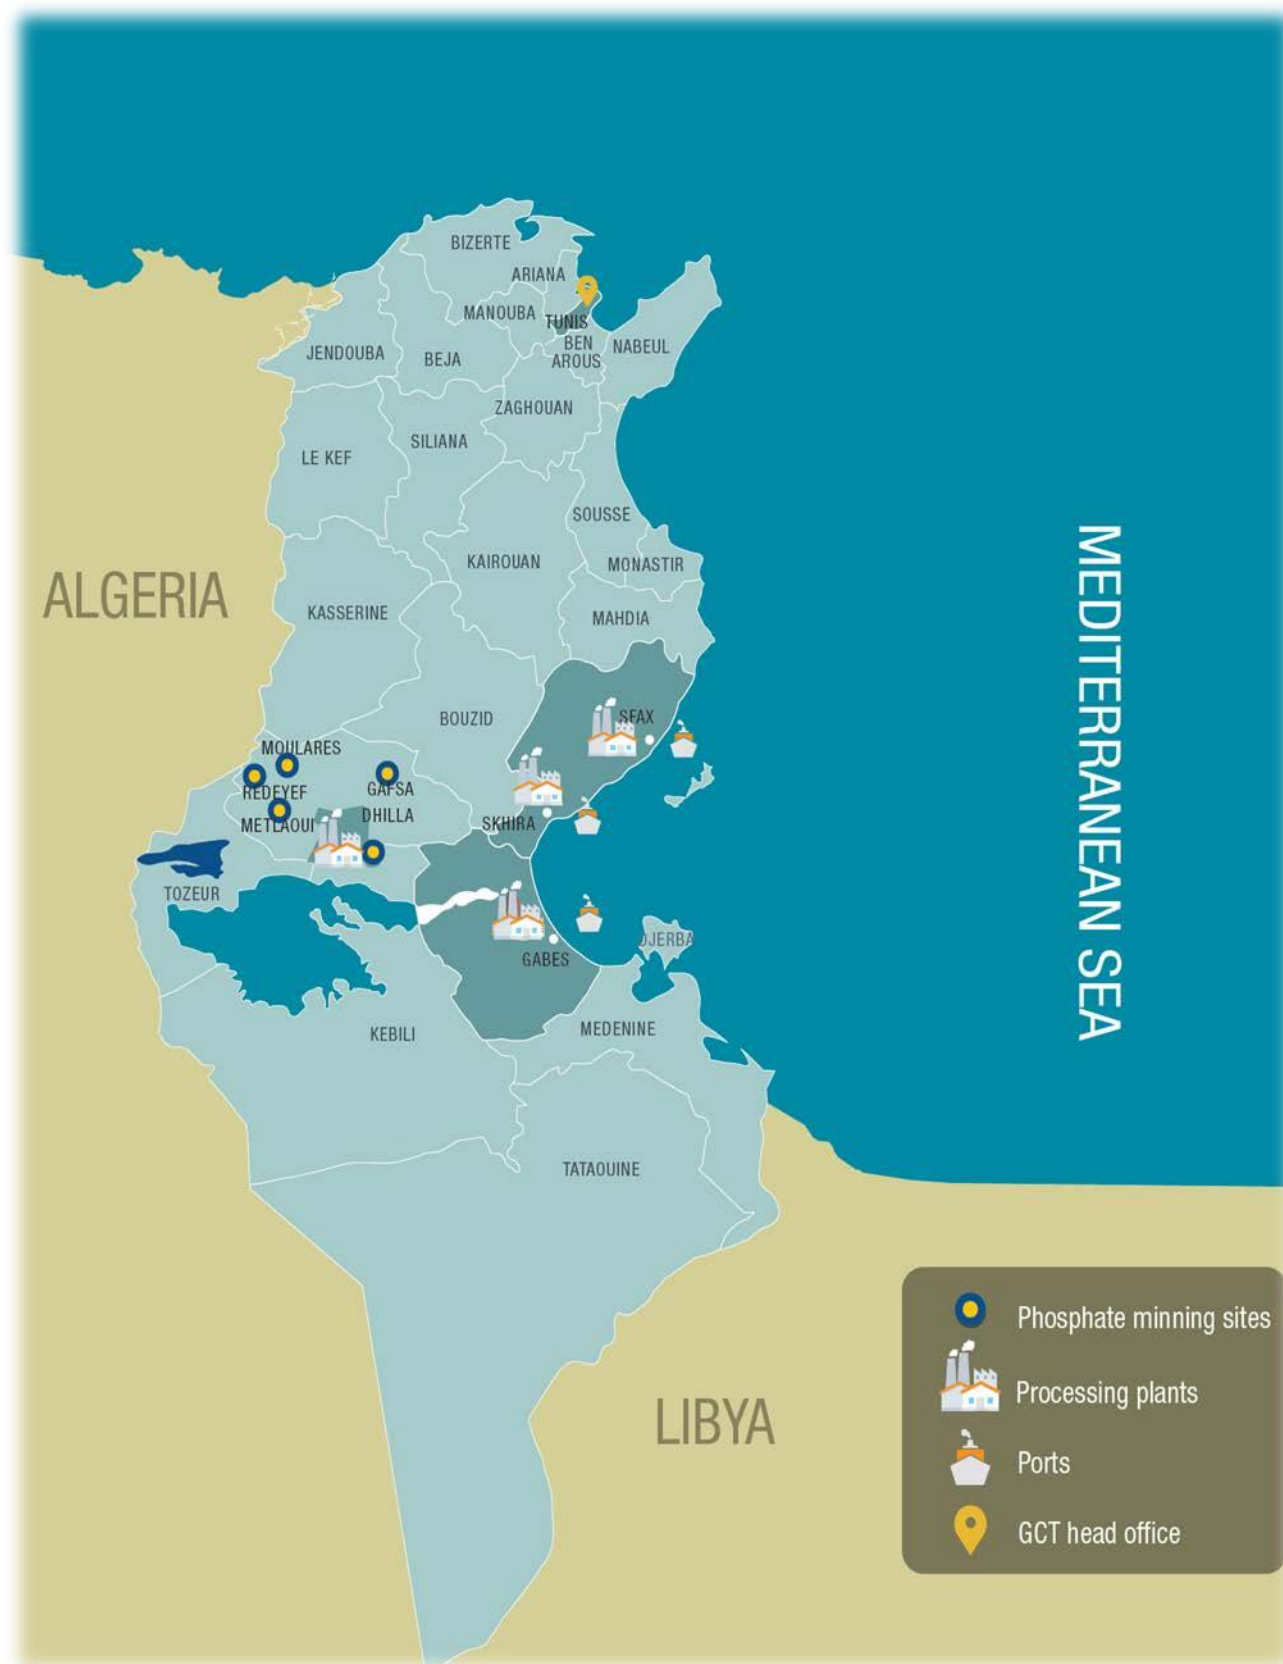 BIZERTE
ARIANA
MANOUBA
TUNIS
JENDOUBA
BEJA
BEN
AROUS
NABEUL
ZAGHOUAN
SILIANA
LE KEF
SOUSSE
KAIROUAN
MONASTIR
ALGERIA
KASSERINE
MAHDIA
MEDITERRANEAN SEA
BOUZID
SFAX
MOULARES
REDEYEF
GAFSA
METLAOUI
DHILLA
SKHIRA
TOZEUR
DJERBA
GABES
KEBILI
MEDENINE
TATAOUINE
LIBYA
Phosphate minning sites
Processing plants
Ports
GCT head office